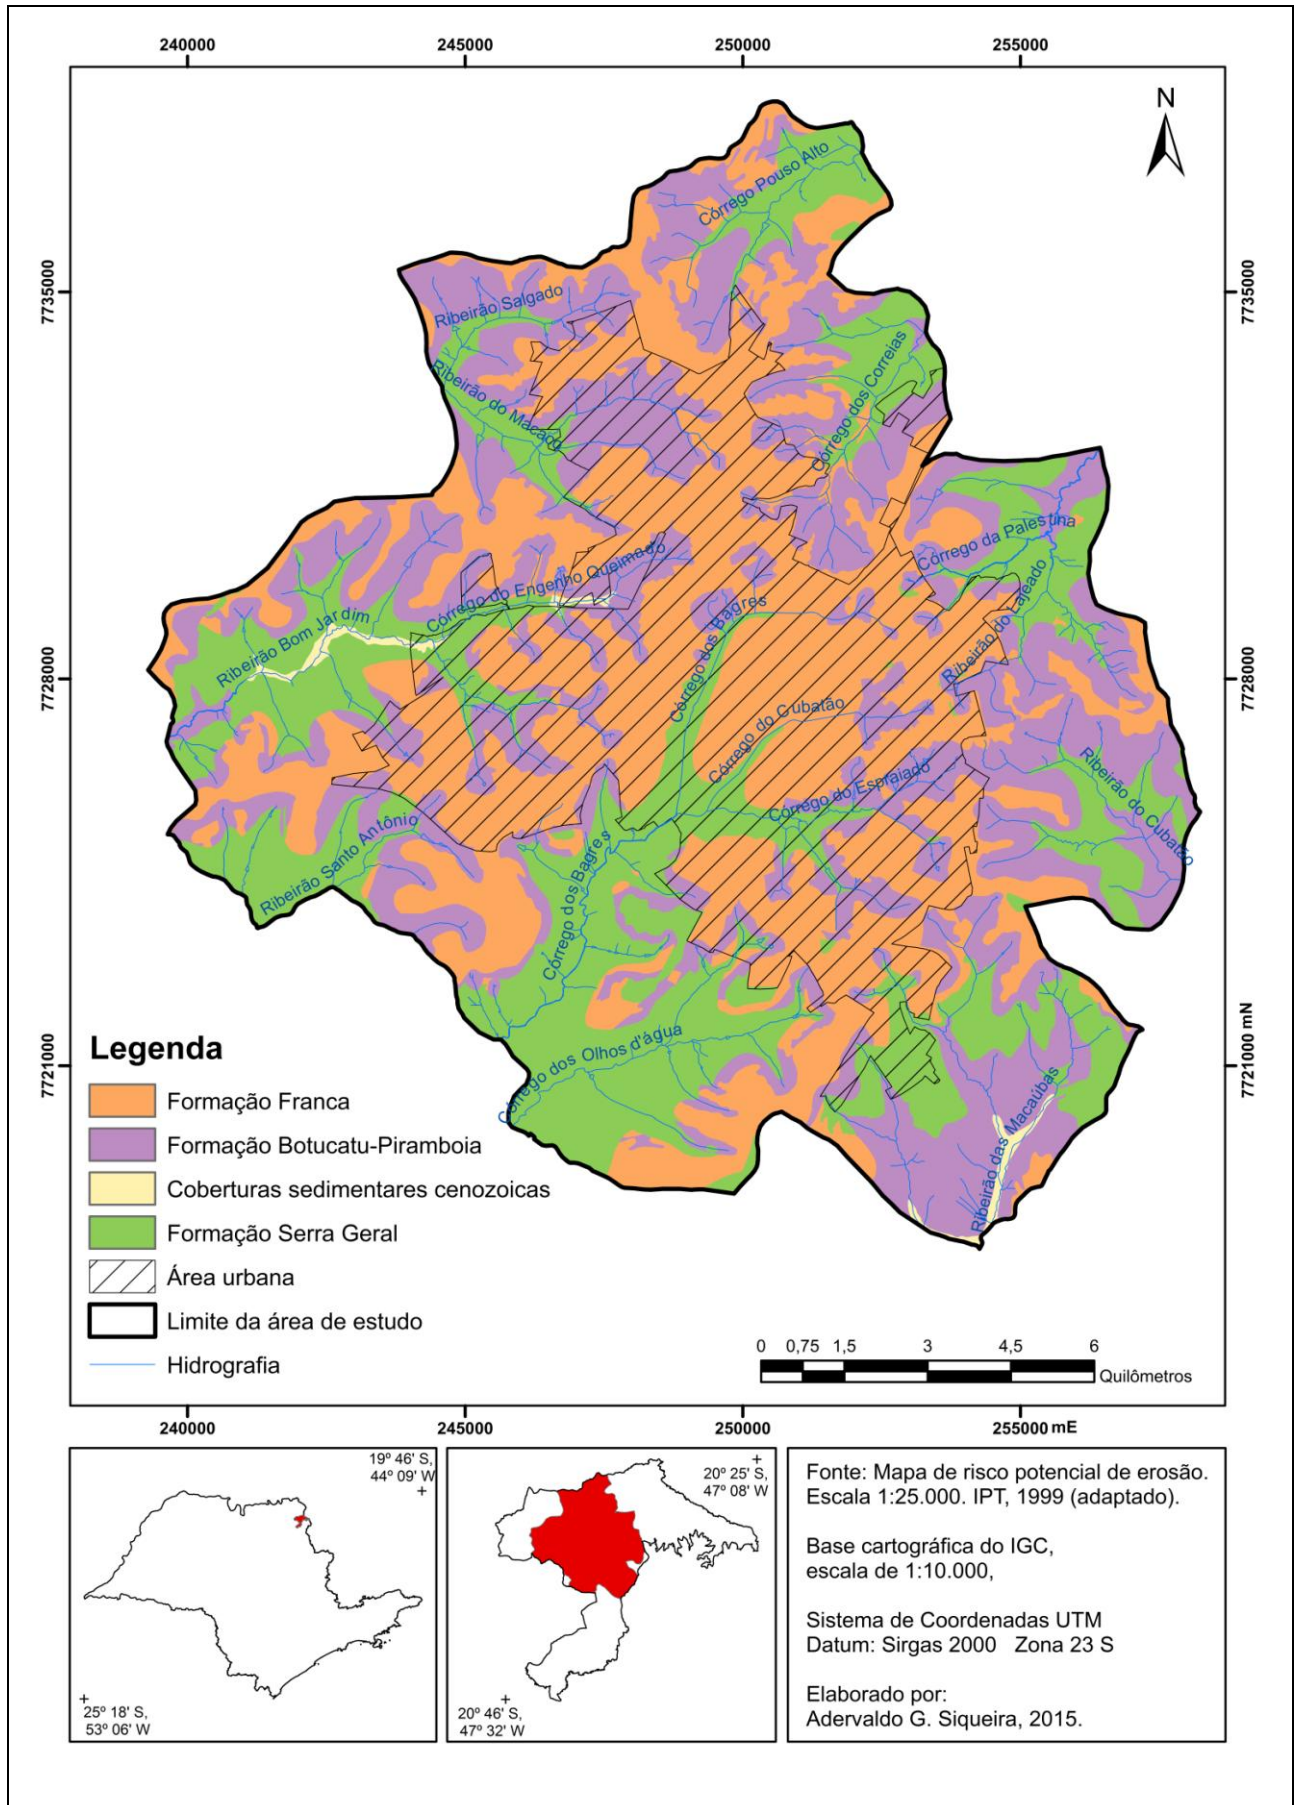 240000
245000
250000
255000
N
7735000
7735000
Córrego Pouso Alto
Ribeirão Salgado
Ribeirão do Macaco
Córrego dos Correias
Córrego da Palestina
Córrego do Engenho Queimado
Ribeirão do Lajeado
Córrego dos Bagres
Ribeirão Bom Jardim
7728000
7728000
Córrego do Cubatão
Córrego do Espraiado
Ribeirão do Cubatão
Ribeirão Santo Antônio
Córrego dos Bagres
Córrego dos Olhos d'água
Ribeirão das Macaúbas
7721000
7721000 mN
Legenda
Formação Franca
Formação Botucatu-Piramboia
Coberturas sedimentares cenozoicas
Formação Serra Geral
Área urbana
Limite da área de estudo
Hidrografia
0 0,75 1,5 3 4,5 6
Quilômetros
240000
245000
250000
255000 mE
19º 46' S,
44º 09' W
25º 18' S,
53º 06' W
20º 25' S,
47º 08' W
20º 46' S,
47º 32' W
Fonte: Mapa de risco potencial de erosão.
Escala 1:25.000. IPT, 1999 (adaptado).
Base cartográfica do IGC,
escala de 1:10.000,
Sistema de Coordenadas UTM
Datum: Sirgas 2000 Zona 23 S
Elaborado por:
Adervaldo G. Siqueira, 2015.